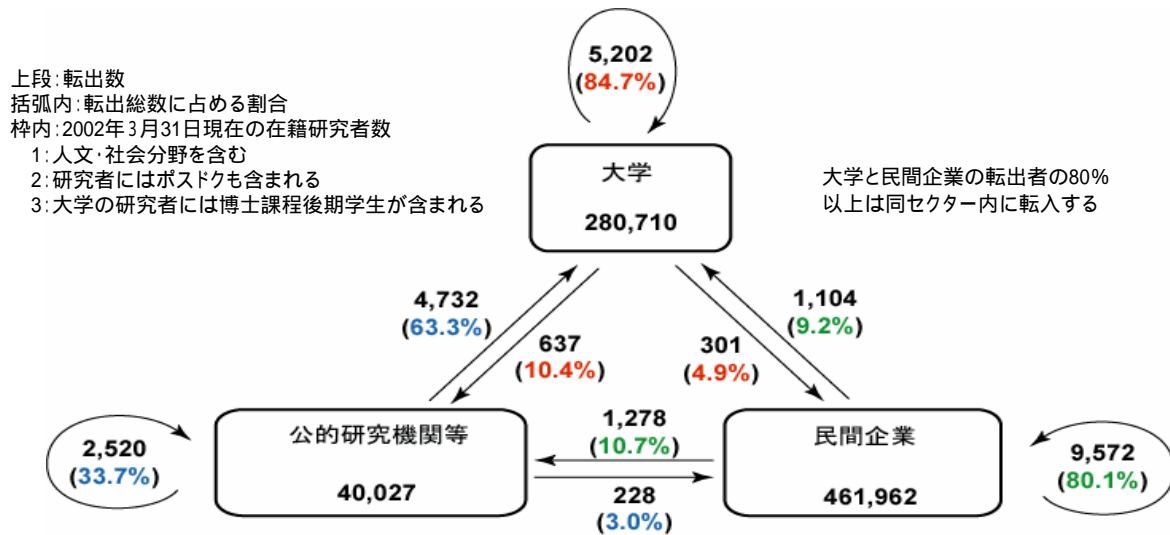 5,202
(84.7%)
上段:転出数
括弧内:転出総数に占める割合
枠内:2002年3月31日現在の在籍研究者数
1:人文・社会分野を含む
2:研究者にはポスドクも含まれる
3:大学の研究者には博士課程後期学生が含まれる
大学
280,710
大学と民間企業の転出者の80%
以上は同セクター内に転入する
4,732
(63.3%)
637
(10.4%)
301
(4.9%)
1,104
(9.2%)
2,520
(33.7%)
公的研究機関等
40,027
1,278
(10.7%)
228
(3.0%)
民間企業
461,962
9,572
(80.1%)